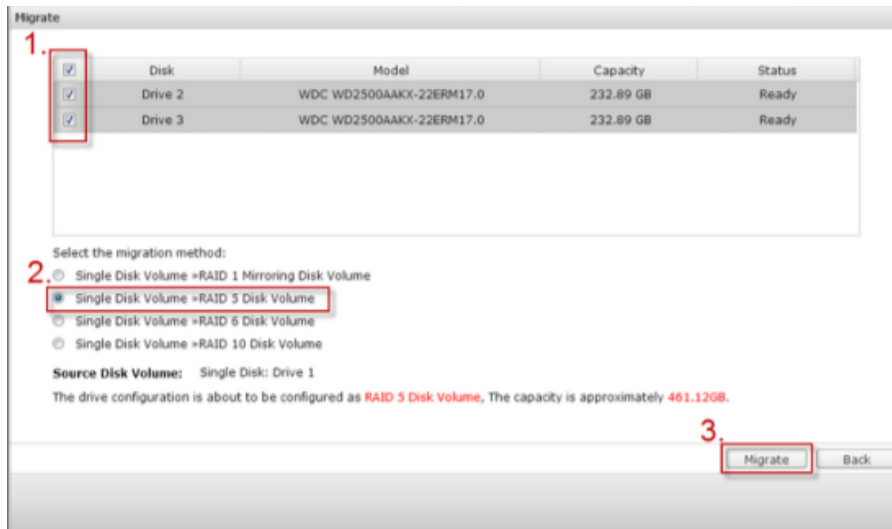 Migrate
1.
Disk Model Capacity Status
Drive 2 WDC WD2500AAKX-22ERM17.0 232.89 GB Ready
Drive 3 WDC WD2500AAKX-22ERM17.0 232.89 GB Ready
Select the migration method:
2. Single Disk Volume »RAID 1 Mirroring Disk Volume
Single Disk Volume »RAID 5 Disk Volume
Single Disk Volume »RAID 6 Disk Volume
Single Disk Volume »RAID 10 Disk Volume
Source Disk Volume: Single Disk: Drive 1
The drive configuration is about to be configured as RAID 5 Disk Volume, The capacity is approximately 461.12GB.
3.
Migrate Back